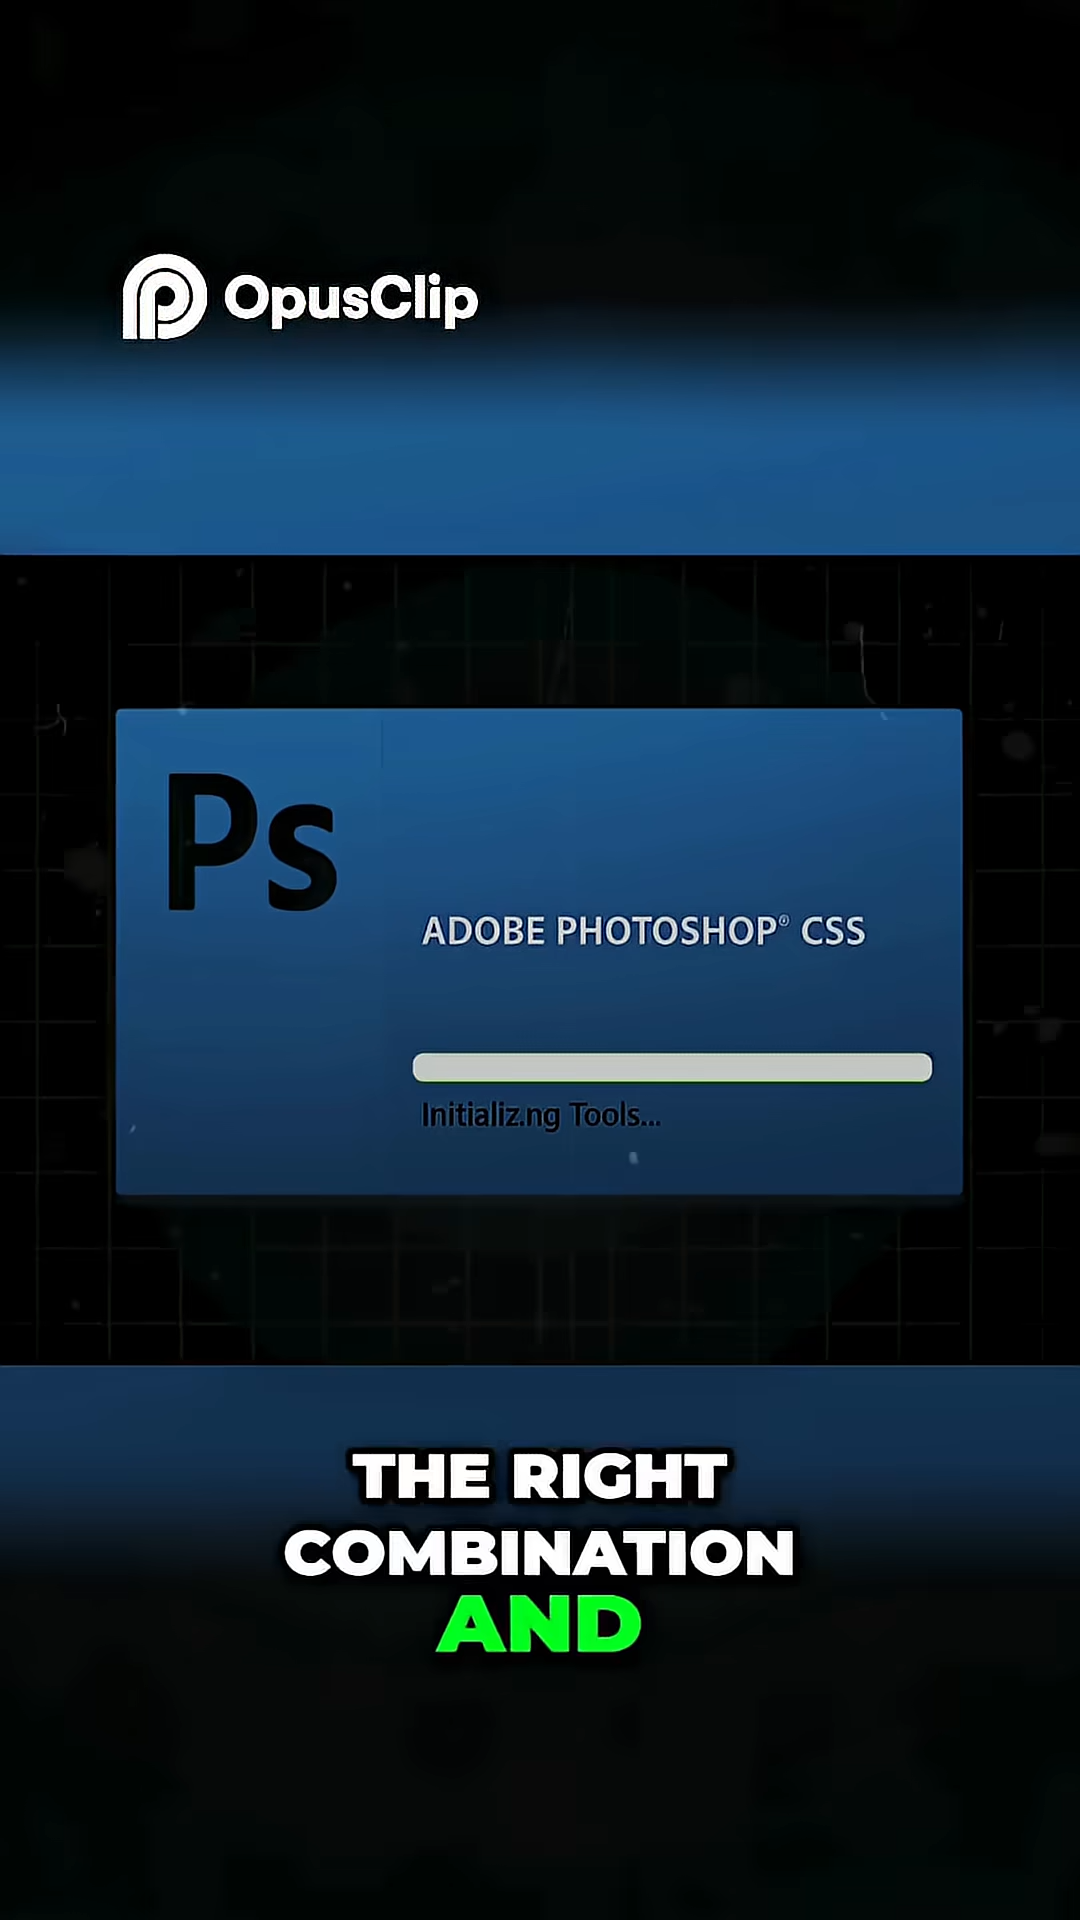 OpusClip
Ps
ADOBE PHOTOSHOP® CSS
Initializ.ng Tools...
THE RIGHT
COMBINATION
AND